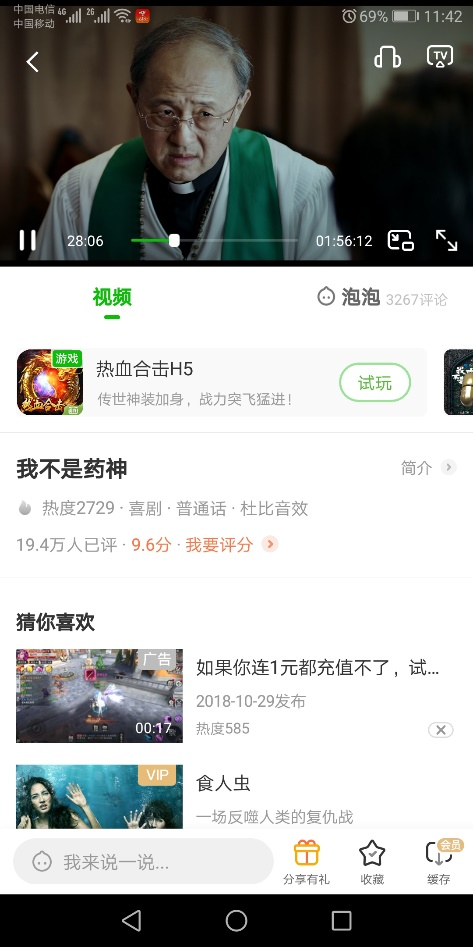 中国电信 4G 2G 69% 11:42
中国移动
TV
28:06 01:56:12
视频 泡泡 3267评论
游戏
热血合击H5
热血合击
试玩
传世神装加身，战力突飞猛进！
我不是药神 简介
热度2729 · 喜剧 · 普通话 · 杜比音效
19.4万人已评 · 9.6分 · 我要评分
猜你喜欢
广告
如果你连1元都充值不了，试...
2018-10-29发布
00:17
热度585
VIP
食人虫
一场反噬人类的复仇战
我来说一说...
会员
分享有礼 收藏 缓存